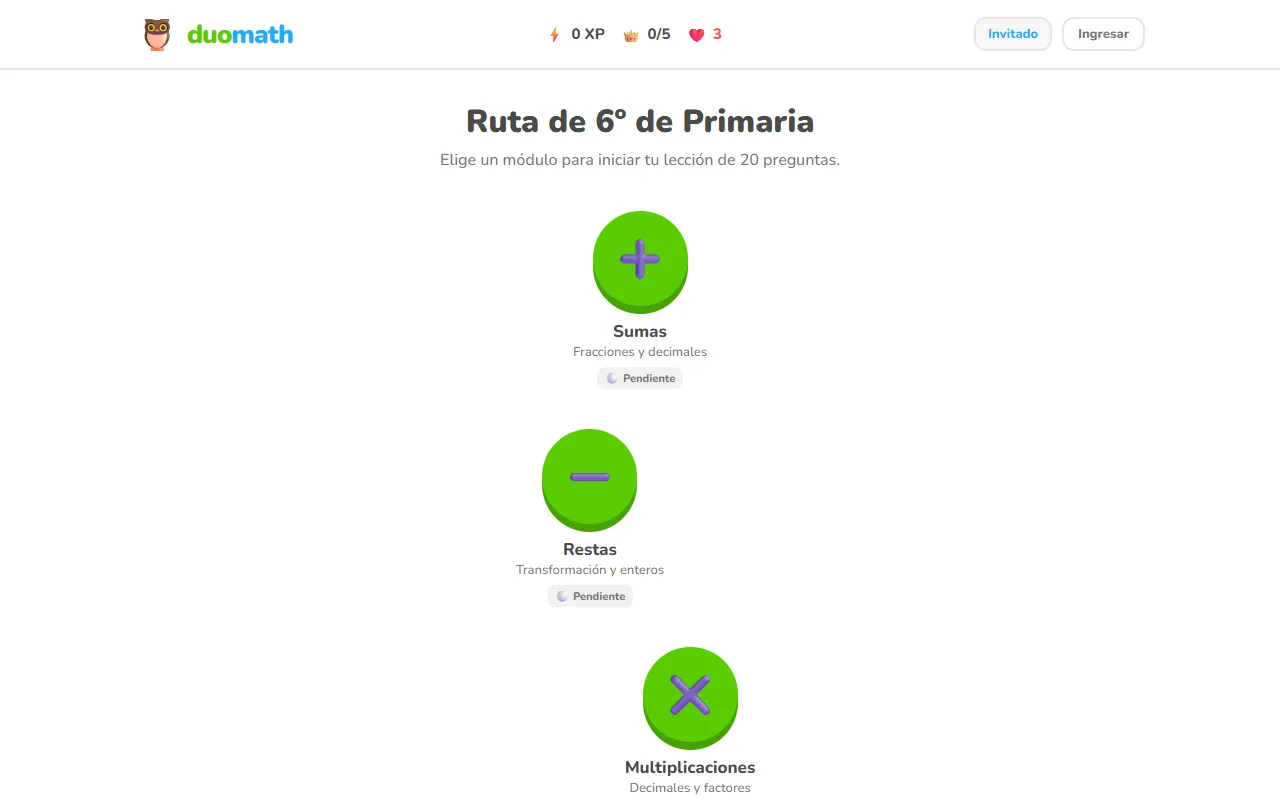 duomath
0 XP
0/5
3
Invitado
Ingresar
Ruta de 6º de Primaria
Elige un módulo para iniciar tu lección de 20 preguntas.
Sumas
Fracciones y decimales
Pendiente
Restas
Transformación y enteros
Pendiente
Multiplicaciones
Decimales y factores